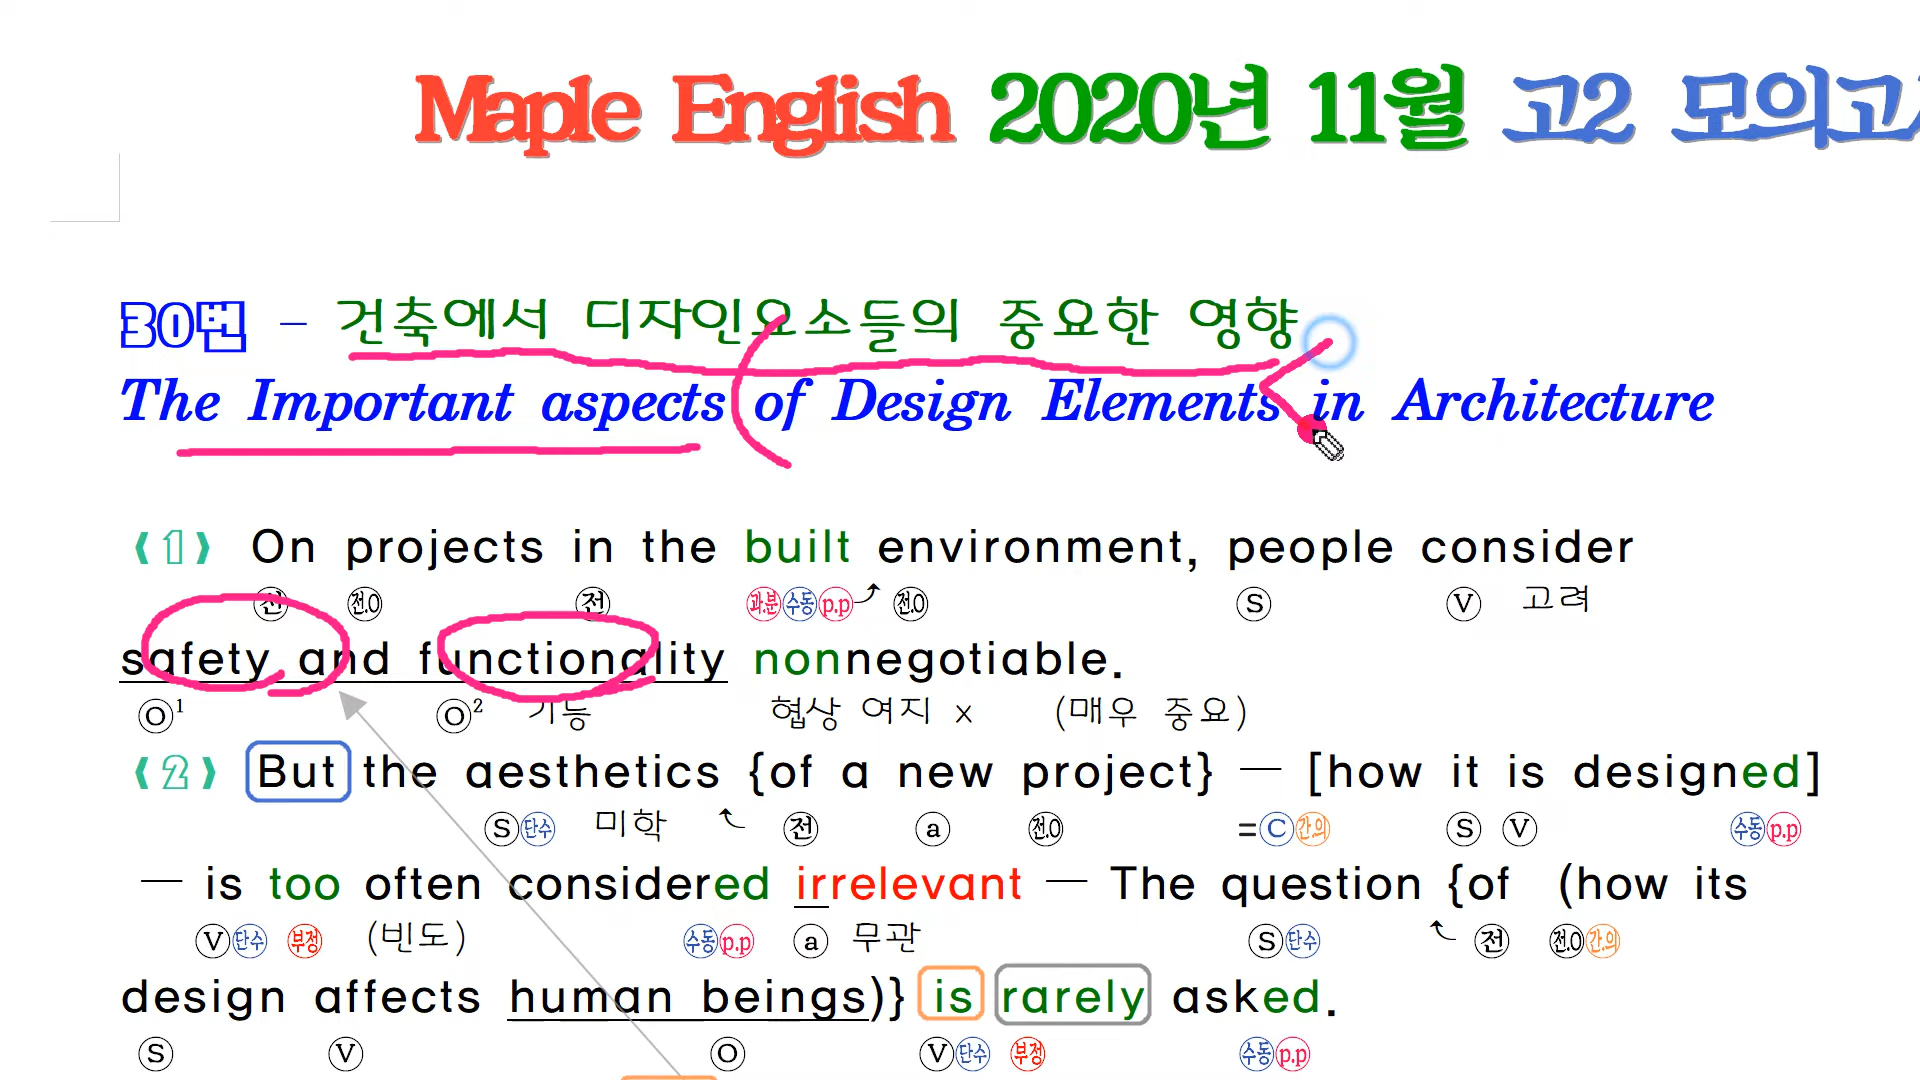 Maple English 2020년 11월 고2 모의고
30번 - 건축에서 디자인요소들의 중요한 영향
The Important aspects of Design Elements in Architecture
⟪1⟫ On projects in the built environment, people consider
전 전.O 전 과.분 수동 p.p 전.O S V 고려
safety and functionality nonnegotiable.
O¹ O² 기능 협상 여지 x (매우 중요)
⟪2⟫ But the aesthetics {of a new project} — [how it is designed]
S 단수 미학 전 a 전.O =C 간의 S V 수동 p.p
— is too often considered irrelevant — The question {of (how its
V 단수 부정 (빈도) 수동 p.p a 무관 S 단수 전 전.O 간.의
design affects human beings)} is rarely asked.
S V O V 단수 부정 수동 p.p